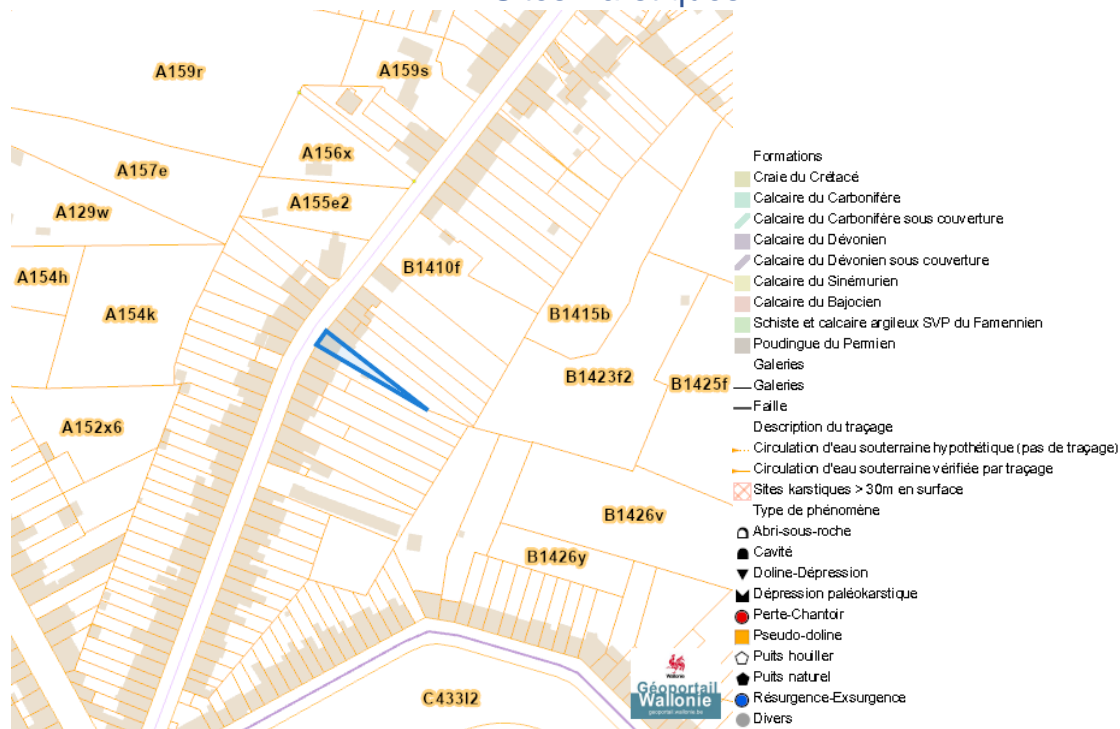 A159r
A159s
A156x
A157e
A155e2
A129w
B1410f
A154h
A154k
B1415b
B1423f2
B1425f
A152x6
B1426v
B1426y
C433l2
Wallonie
Géoportail
Wallonie
geoportail.wallonie.be
Formations
Craie du Crétacé
Calcaire du Carbonifère
Calcaire du Carbonifère sous couverture
Calcaire du Dévonien
Calcaire du Dévonien sous couverture
Calcaire du Sinémurien
Calcaire du Bajocien
Schiste et calcaire argileux SVP du Famennien
Poudingue du Permien
Galeries
Galeries
Faille
Description du traçage
Circulation d'eau souterraine hypothétique (pas de traçage)
Circulation d'eau souterraine vérifiée par traçage
Sites karstiques > 30m en surface
Type de phénomène
Abri-sous-roche
Cavité
Doline-Dépression
Dépression paléokarstique
Perte-Chantoir
Pseudo-doline
Puits houiller
Puits naturel
Résurgence-Exsurgence
Divers